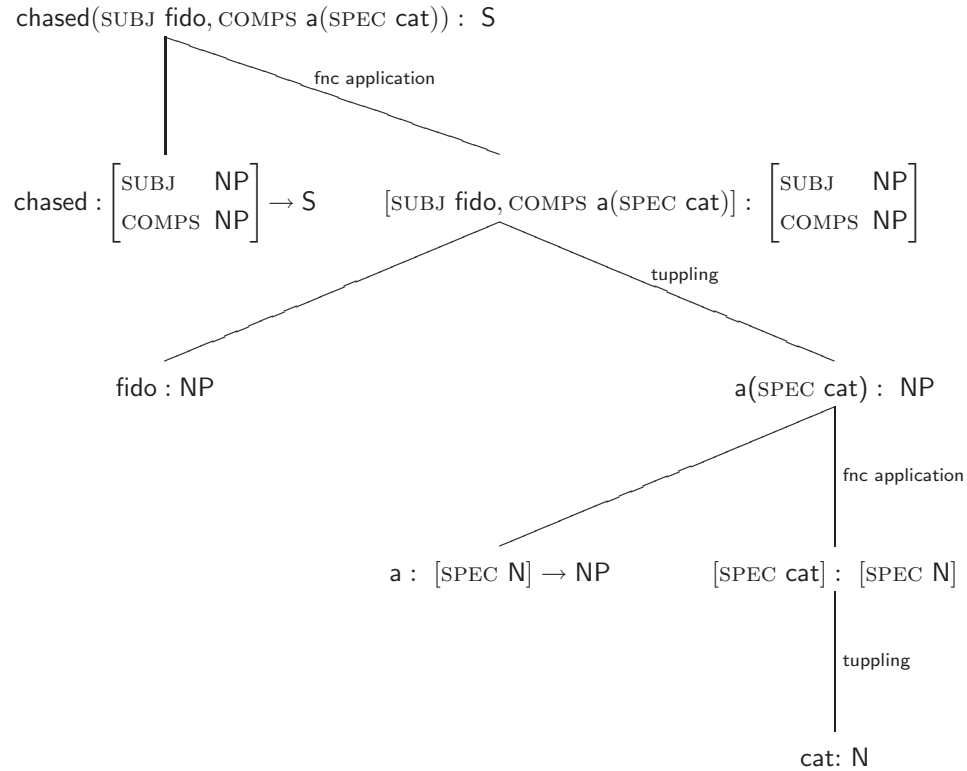 chased(SUBJ fido, COMPS a(SPEC cat)) : S
fnc application
chased : [SUBJ NP
COMPS NP] → S
[SUBJ fido, COMPS a(SPEC cat)] : [SUBJ NP
COMPS NP]
tuppling
fido : NP
a(SPEC cat) : NP
fnc application
a : [SPEC N] → NP
[SPEC cat] : [SPEC N]
tuppling
cat: N